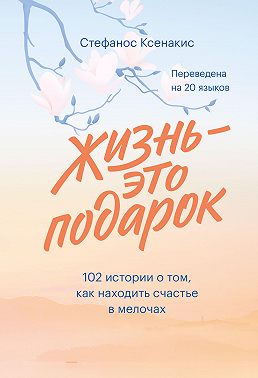 Стефанос Ксенакис
Переведена
на 20 языков
жизнь –
это
подарок
102 истории о том,
как находить счастье
в мелочах